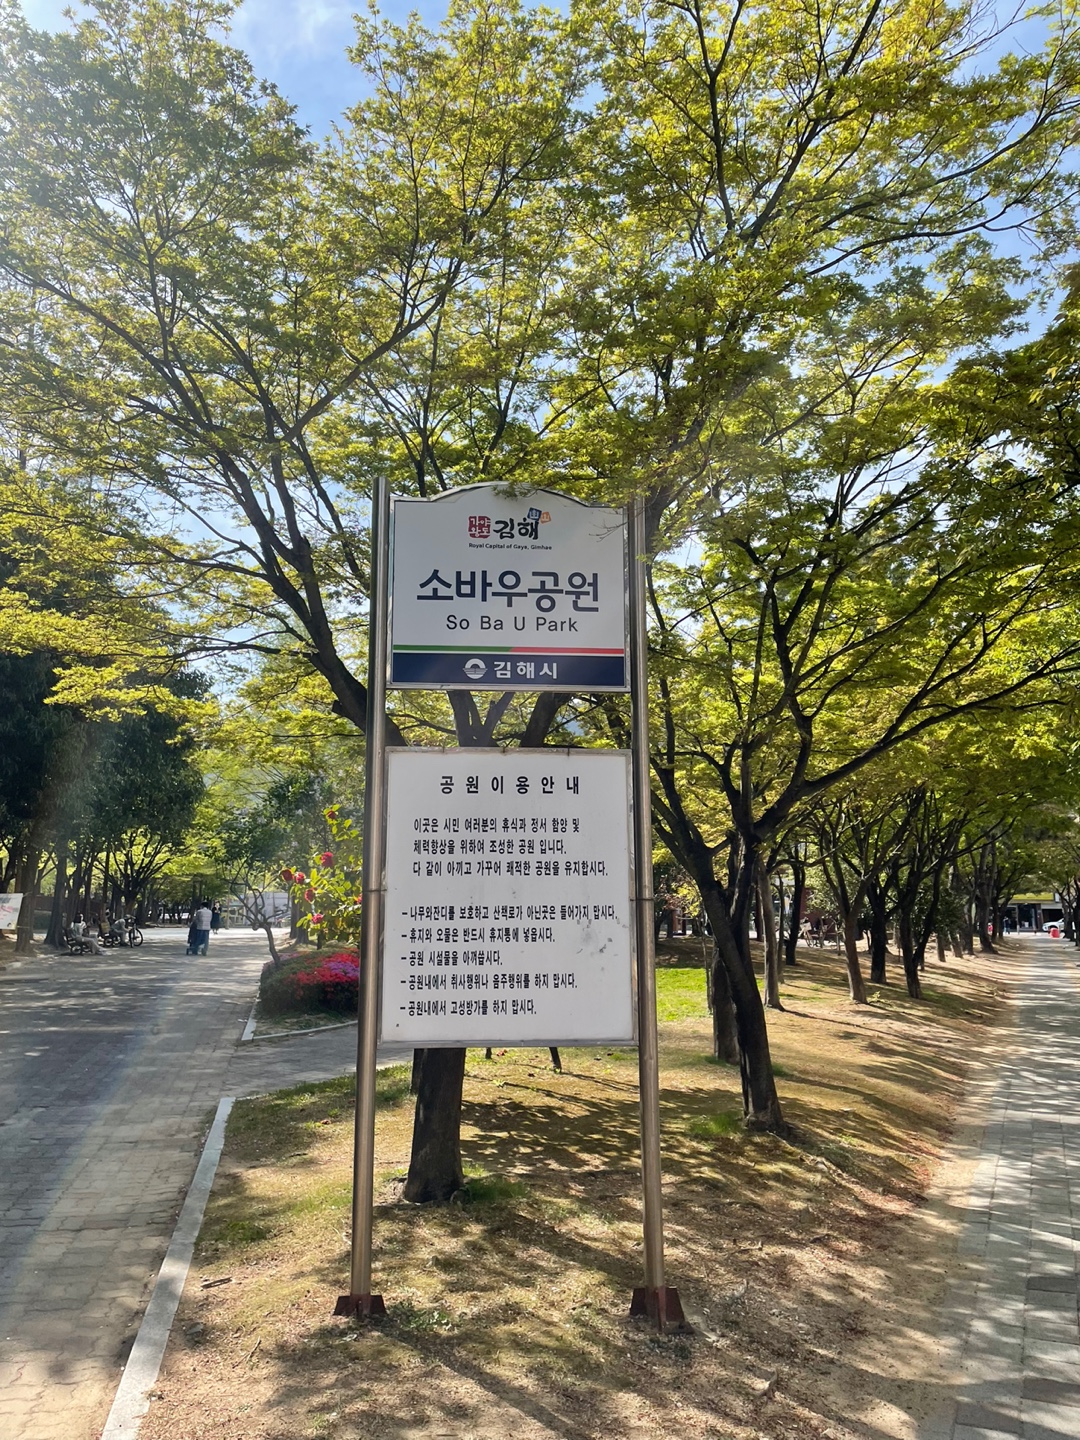 가야왕도 김해
Royal Capital of Gaya, Gimhae
소바우공원
So Ba U Park
김해시
공원이용안내
이곳은 시민 여러분의 휴식과 정서 함양 및
체력향상을 위하여 조성한 공원 입니다.
다 같이 아끼고 가꾸어 쾌적한 공원을 유지합시다.
- 나무와잔디를 보호하고 산책로가 아닌곳은 들어가지 맙시다.
- 휴지와 오물은 반드시 휴지통에 넣읍시다.
- 공원 시설물을 아껴씁시다.
- 공원내에서 취사행위나 음주행위를 하지 맙시다.
- 공원내에서 고성방가를 하지 맙시다.